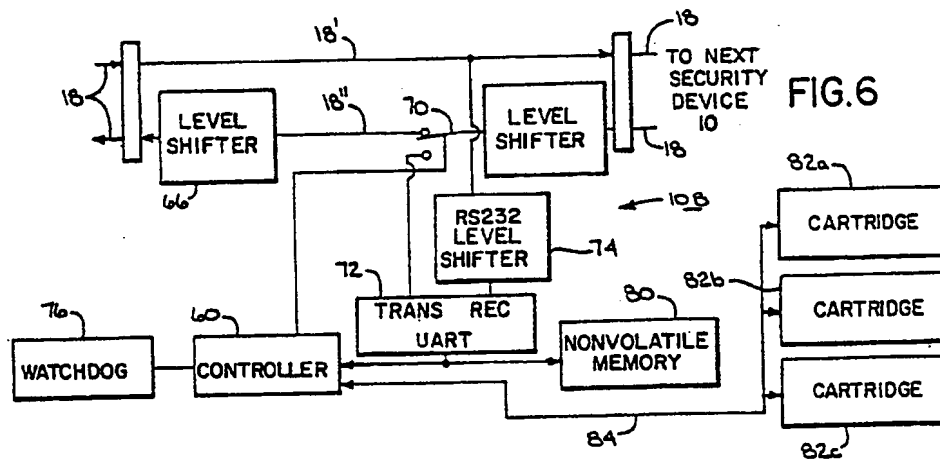 18'
18
TO NEXT
SECURITY
DEVICE
10
FIG.6
18
LEVEL
SHIFTER
66
18"
70
LEVEL
SHIFTER
18
10B
RS232
LEVEL
SHIFTER
74
82a
CARTRIDGE
82b
CARTRIDGE
82c
CARTRIDGE
72
TRANS REC
UART
80
NONVOLATILE
MEMORY
76
WATCHDOG
60
CONTROLLER
84